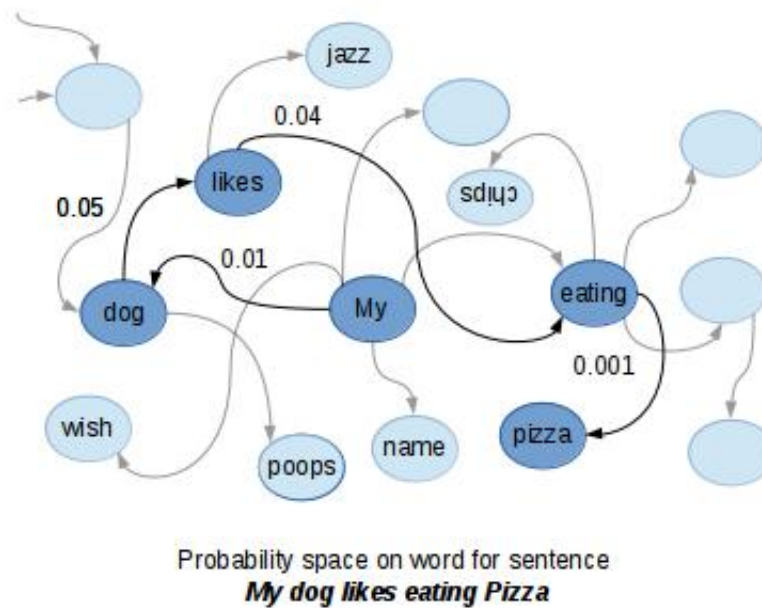 jazz
0.04
likes
chips
0.05
0.01
dog
My
eating
0.001
wish
poops
name
pizza
Probability space on word for sentence
My dog likes eating Pizza